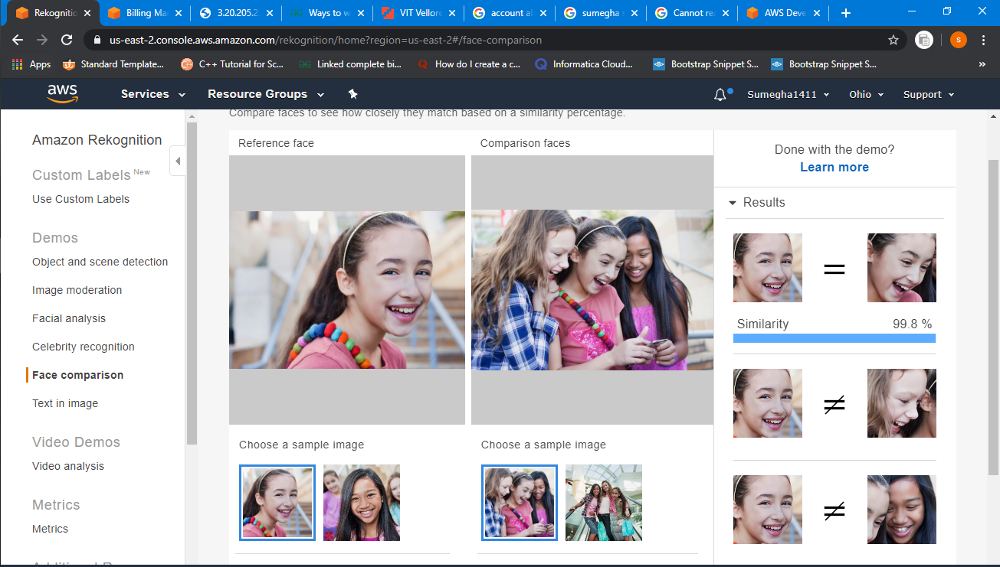 Rekognitio
Billing Ma
3.20.205.2
Ways to w
VIT Vellore
account al
sumegha s
Cannot re
AWS Deve
us-east-2.console.aws.amazon.com/rekognition/home?region=us-east-2#/face-comparison
S
Apps
Standard Template...
C++ Tutorial for Sc...
Linked complete bi...
How do I create a c...
Informatica Cloud...
Bootstrap Snippet S...
Bootstrap Snippet S...
»
aws
Services
Resource Groups
Sumegha1411
Ohio
Support
Amazon Rekognition
Custom Labels New
Use Custom Labels
Demos
Object and scene detection
Image moderation
Facial analysis
Celebrity recognition
Face comparison
Text in image
Video Demos
Video analysis
Metrics
Metrics
Compare faces to see how closely they match based on a similarity percentage.
Reference face
Comparison faces
Choose a sample image
Choose a sample image
Done with the demo?
Learn more
Results
=
Similarity 99.8 %
≠
≠